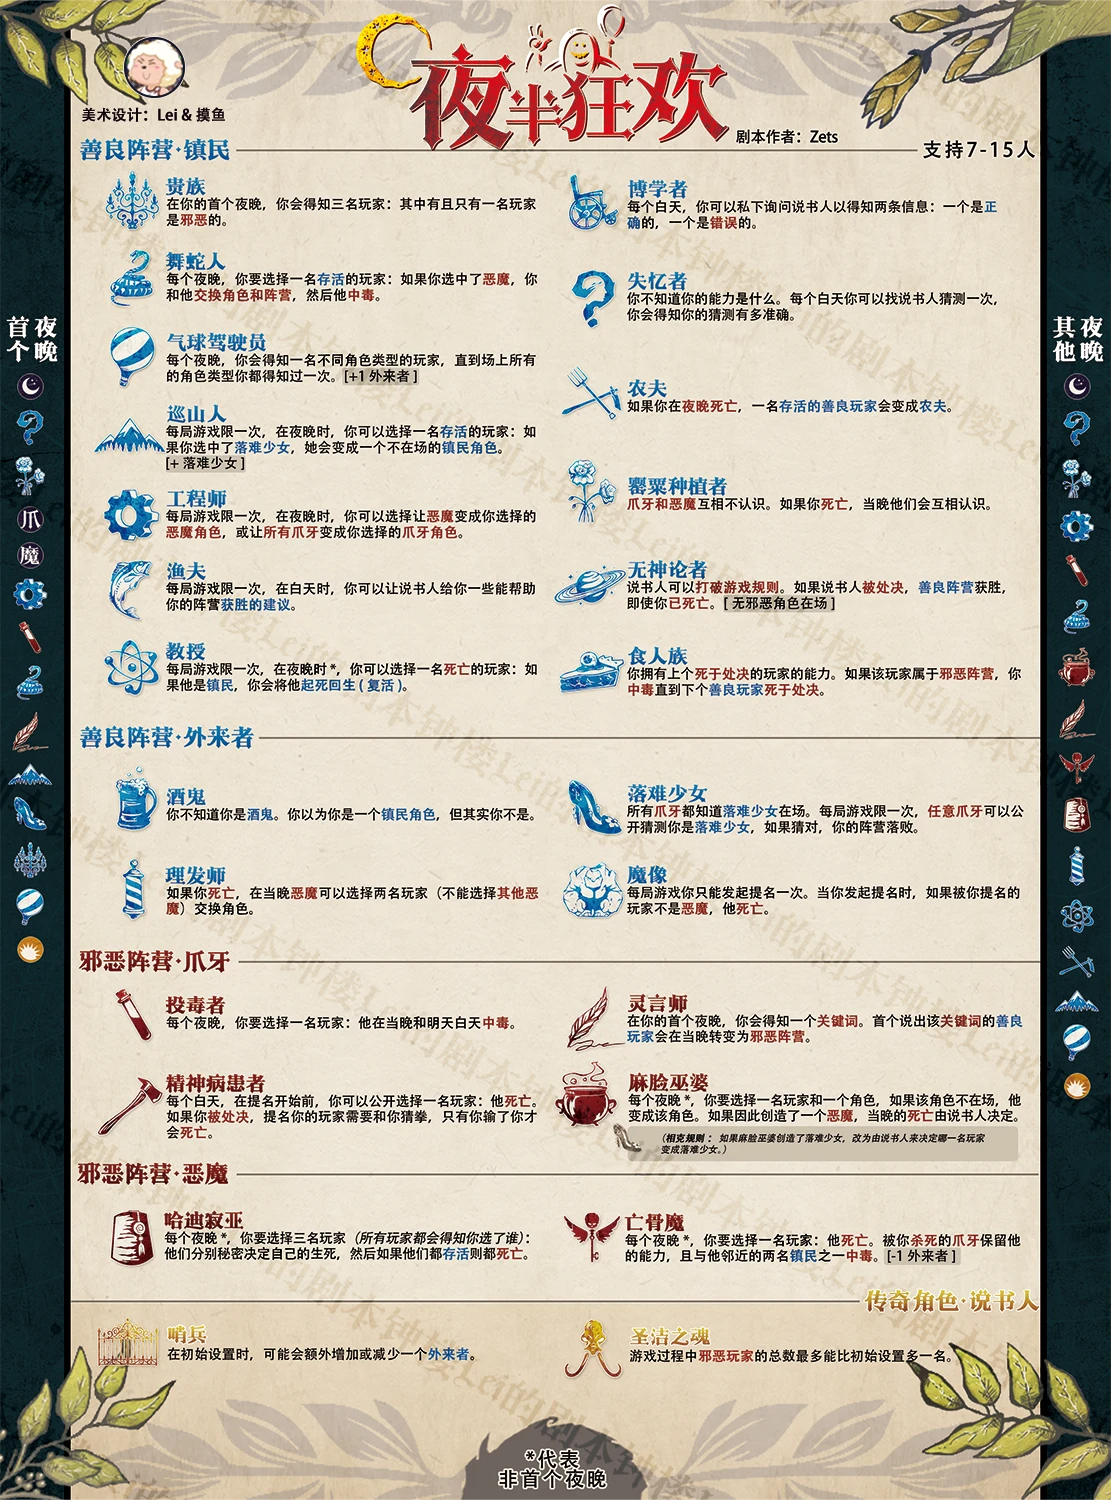 夜半狂欢
美术设计：Lei & 摸鱼
剧本作者：Zets
善良阵营·镇民
支持7-15人
贵族
在你的首个夜晚，你会得知三名玩家：其中有且只有一名玩家
是邪恶的。
舞蛇人
每个夜晚，你要选择一名存活的玩家：如果你选中了恶魔，你
和他交换角色和阵营，然后他中毒。
气球驾驶员
每个夜晚，你会得知一名不同角色类型的玩家，直到场上所有
的角色类型你都得知过一次。[+1 外来者 ]
巡山人
每局游戏限一次，在夜晚时，你可以选择一名存活的玩家：如
果你选中了落难少女，她会变成一个不在场的镇民角色。
[+ 落难少女 ]
工程师
每局游戏限一次，在夜晚时，你可以选择让恶魔变成你选择的
恶魔角色，或让所有爪牙变成你选择的爪牙角色。
渔夫
每局游戏限一次，在白天时，你可以让说书人给你一些能帮助
你的阵营获胜的建议。
教授
每局游戏限一次，在夜晚时 *，你可以选择一名死亡的玩家：如
果他是镇民，你会将他起死回生 ( 复活 )。
博学者
每个白天，你可以私下询问说书人以得知两条信息：一个是正
确的，一个是错误的。
失忆者
你不知道你的能力是什么。每个白天你可以找说书人猜测一次，
你会得知你的猜测有多准确。
农夫
如果你在夜晚死亡，一名存活的善良玩家会变成农夫。
罂粟种植者
爪牙和恶魔互相不认识。如果你死亡，当晚他们会互相认识。
无神论者
说书人可以打破游戏规则。如果说书人被处决，善良阵营获胜，
即使你已死亡。[ 无邪恶角色在场 ]
食人族
你拥有上个死于处决的玩家的能力。如果该玩家属于邪恶阵营，你
中毒直到下个善良玩家死于处决。
善良阵营·外来者
酒鬼
你不知道你是酒鬼。你以为你是一个镇民角色，但其实你不是。
理发师
如果你死亡，在当晚恶魔可以选择两名玩家（不能选择其他恶
魔）交换角色。
落难少女
所有爪牙都知道落难少女在场。每局游戏限一次，任意爪牙可以公
开猜测你是落难少女，如果猜对，你的阵营落败。
魔像
每局游戏你只能发起提名一次。当你发起提名时，如果被你提名的
玩家不是恶魔，他死亡。
邪恶阵营·爪牙
投毒者
每个夜晚，你要选择一名玩家：他在当晚和明天白天中毒。
精神病患者
每个白天，在提名开始前，你可以公开选择一名玩家：他死亡。
如果你被处决，提名你的玩家需要和你猜拳，只有你输了你才
会死亡。
灵言师
在你的首个夜晚，你会得知一个关键词。首个说出该关键词的善良
玩家会在当晚转变为邪恶阵营。
麻脸巫婆
每个夜晚 *，你要选择一名玩家和一个角色，如果该角色不在场，他
变成该角色。如果因此创造了一个恶魔，当晚的死亡由说书人决定。
（相克规则 ：如果麻脸巫婆创造了落难少女，改为由说书人来决定哪一名玩家
变成落难少女。）
邪恶阵营·恶魔
哈迪寂亚
每个夜晚 *，你要选择三名玩家（所有玩家都会得知你选了谁）：
他们分别秘密决定自己的生死，然后如果他们都存活则都死亡。
亡骨魔
每个夜晚 *，你要选择一名玩家：他死亡。被你杀死的爪牙保留他
的能力，且与他邻近的两名镇民之一中毒。[-1 外来者 ]
传奇角色·说书人
哨兵
在初始设置时，可能会额外增加或减少一个外来者。
圣洁之魂
游戏过程中邪恶玩家的总数最多能比初始设置多一名。
*代表
非首个夜晚
首个夜晚
爪
魔
其他夜晚